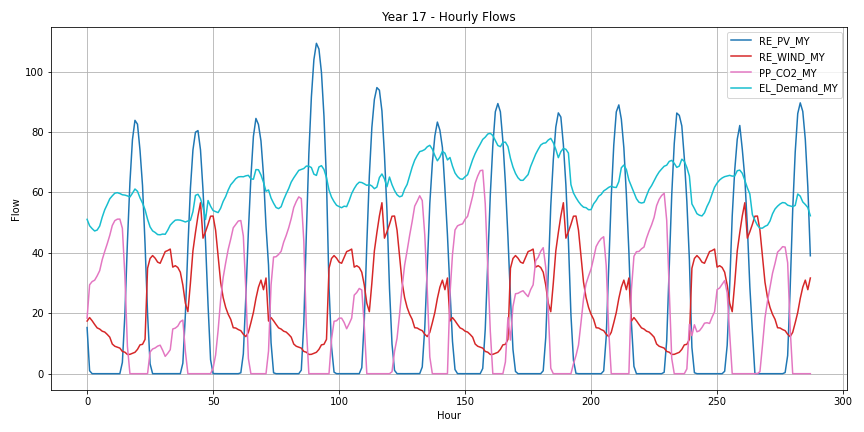 Year 17 - Hourly Flows
RE_PV_MY
RE_WIND_MY
PP_CO2_MY
EL_Demand_MY
100
80
60
40
20
0
Flow
0 50 100 150 200 250 300
Hour